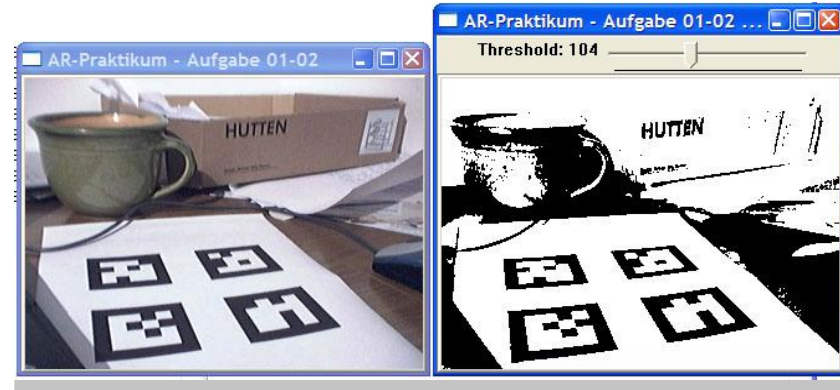 AR-Praktikum - Aufgabe 01-02
HUTTEN
AR-Praktikum - Aufgabe 01-02 ...
Threshold: 104
HUTTEN